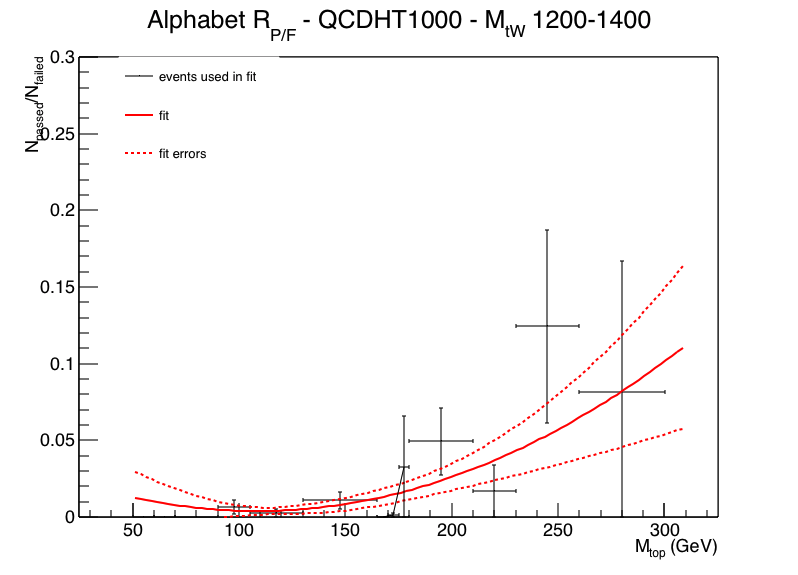 Alphabet R_P/F - QCDHT1000 - M_tW 1200-1400
N_passed/N_failed
0.3
0.25
0.2
0.15
0.1
0.05
0
events used in fit
fit
fit errors
50 100 150 200 250 300
M_top (GeV)